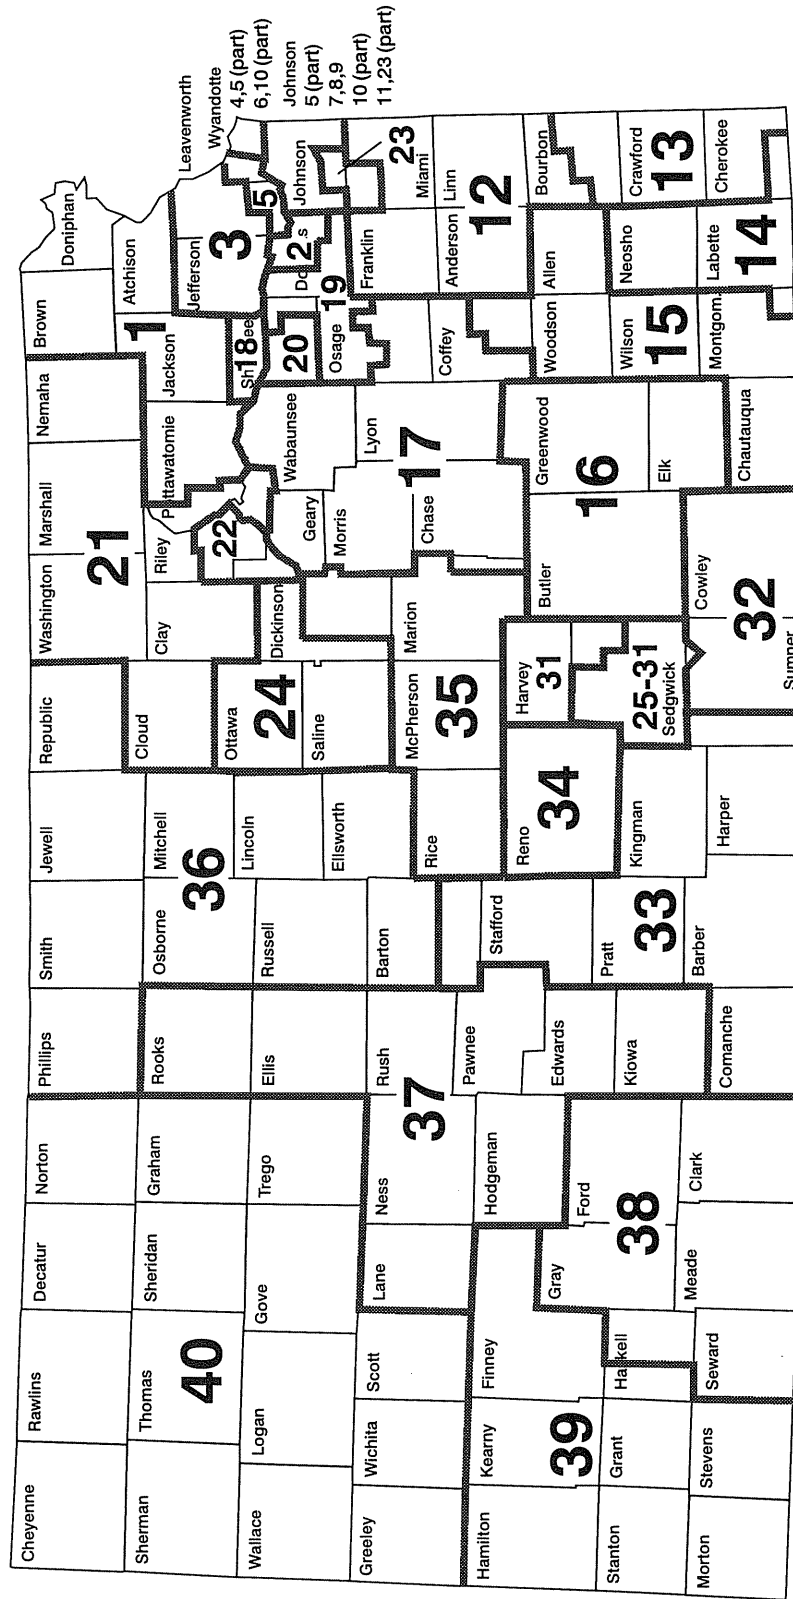 Cheyenne
Rawlins
Decatur
Norton
Phillips
Smith
Jewell
Republic
Washington
Marshall
Nemaha
Brown
Doniphan
21
Sherman
Thomas
Sheridan
Graham
Rooks
Osborne
Mitchell
Cloud
Clay
Riley
Pottawatomie
Jackson
Atchison
1
40
36
Leavenworth
Wyandotte
4,5 (part)
6,10 (part)
Johnson
5 (part)
7,8,9
10 (part)
11,23 (part)
Wallace
Logan
Gove
Trego
Ellis
Russell
Lincoln
Ottawa
24
22
Jefferson
3
18
5
Dickinson
Saline
Ellsworth
Geary
Wabaunsee
20
19
2
Johnson
23
Miami
Greeley
Wichita
Scott
Lane
Ness
Rush
Barton
Rice
McPherson
Marion
Morris
Lyon
Osage
Franklin
37
35
Chase
17
Coffey
Anderson
Linn
12
Hamilton
Kearny
Finney
Hodgeman
Pawnee
Stafford
Reno
Harvey
31
34
39
Gray
Ford
Edwards
Butler
Greenwood
Woodson
Allen
Bourbon
16
Stanton
Grant
Haskell
38
Kiowa
Pratt
33
Kingman
25-31
Sedgwick
Elk
Wilson
15
Neosho
Crawford
13
Morton
Stevens
Seward
Meade
Clark
Comanche
Barber
Harper
Sumner
Cowley
32
Chautauqua
Montgom.
Labette
14
Cherokee